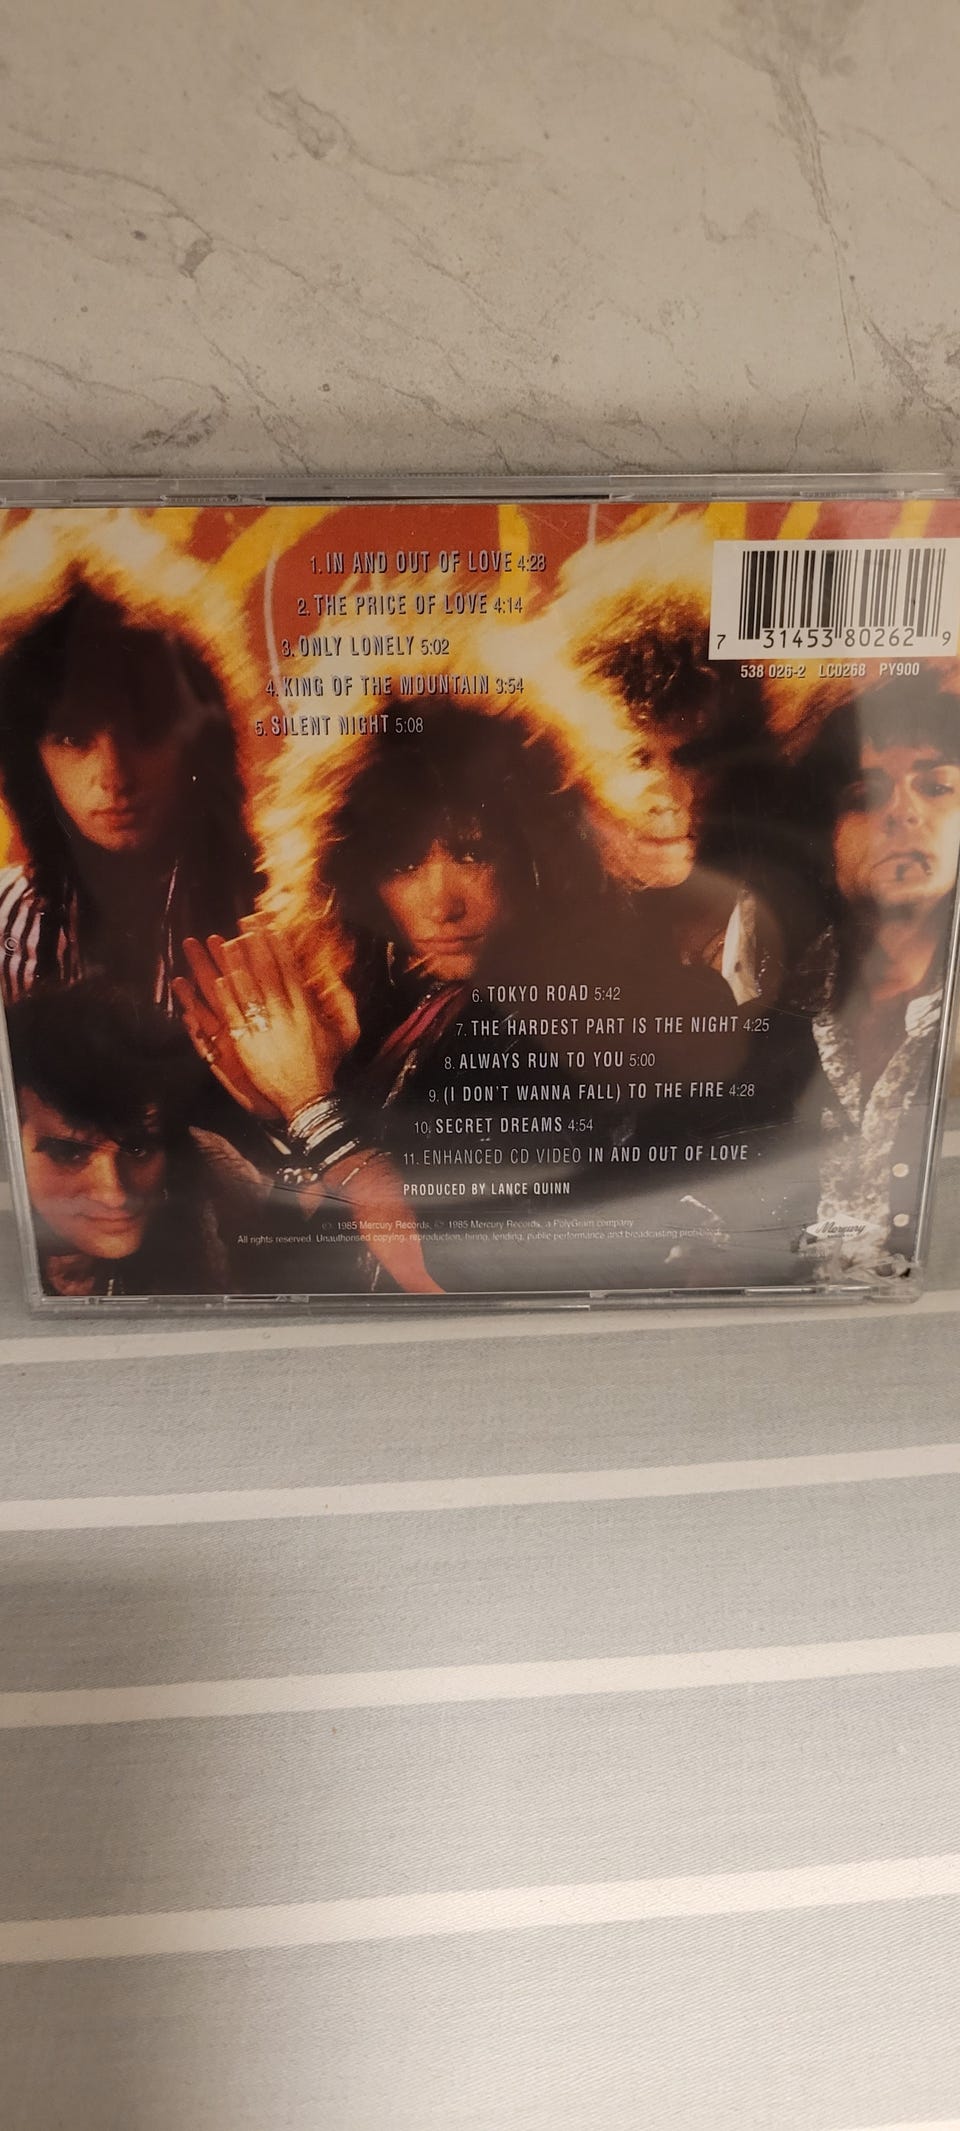 1. IN AND OUT OF LOVE 4:28
2. THE PRICE OF LOVE 4:14
3. ONLY LONELY 5:02
4. KING OF THE MOUNTAIN 3:54
5. SILENT NIGHT 5:08
7 31453 80262 9
538 026-2 LC0268 PY900
6. TOKYO ROAD 5:42
7. THE HARDEST PART IS THE NIGHT 4:25
8. ALWAYS RUN TO YOU 5:00
9. (I DON'T WANNA FALL) TO THE FIRE 4:28
10. SECRET DREAMS 4:54
11. ENHANCED CD VIDEO IN AND OUT OF LOVE
PRODUCED BY LANCE QUINN
℗ 1985 Mercury Records, © 1985 Mercury Records, a PolyGram company
All rights reserved. Unauthorised copying, reproduction, hiring, lending, public performance and broadcasting prohibited.
Mercury